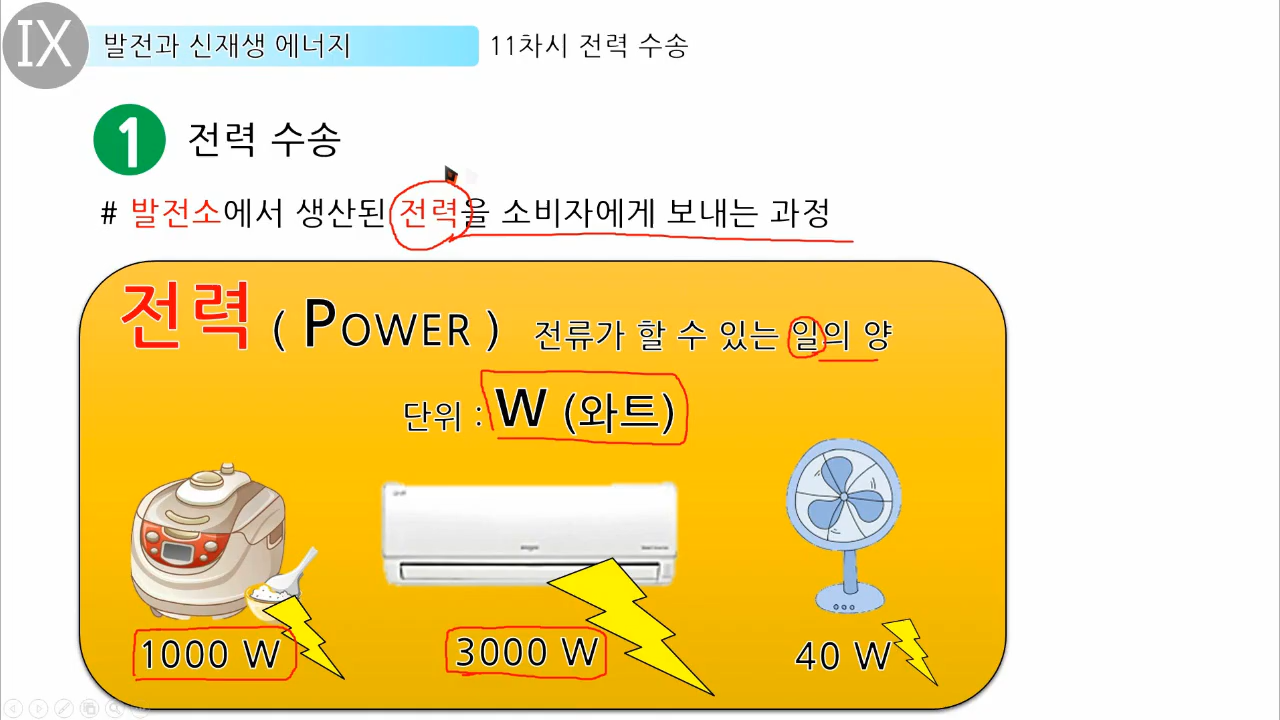 IX 발전과 신재생 에너지 11차시 전력 수송
1 전력 수송
# 발전소에서 생산된 전력을 소비자에게 보내는 과정
전력 ( POWER ) 전류가 할 수 있는 일의 양
단위 : W (와트)
1000 W 3000 W 40 W